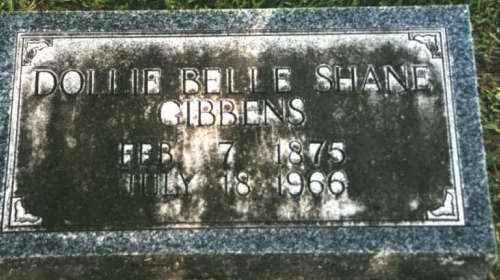 DOLLIE BELLE SHANE
GIBBENS
FEB 7 1875
JULY 18 1966